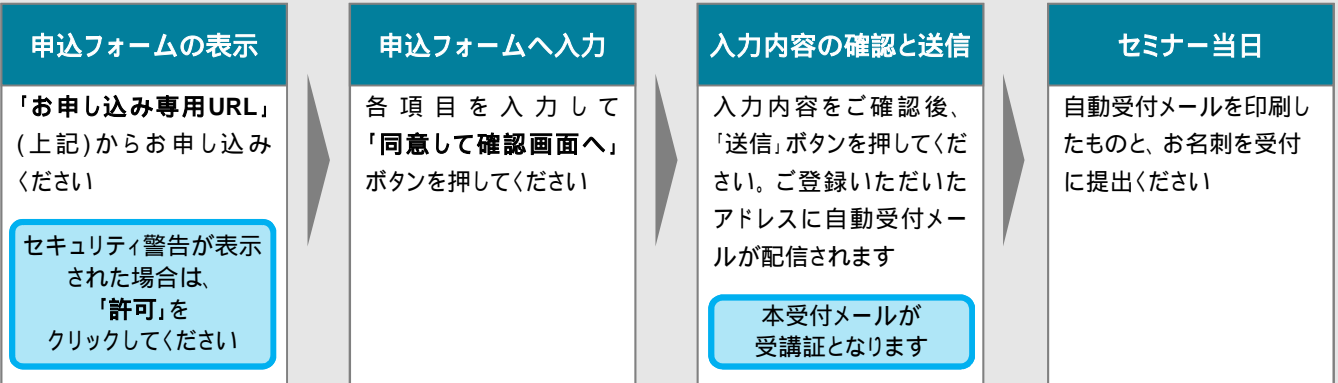 申込フォームの表示
「お申し込み専用URL」
(上記)からお申し込み
ください
セキュリティ警告が表示
された場合は、
「許可」を
クリックしてください
申込フォームへ入力
各項目を入力して
「同意して確認画面へ」
ボタンを押してください
入力内容の確認と送信
入力内容をご確認後、
「送信」ボタンを押してくだ
さい。ご登録いただいた
アドレスに自動受付メー
ルが配信されます
本受付メールが
受講証となります
セミナー当日
自動受付メールを印刷し
たものと、お名刺を受付
に提出ください